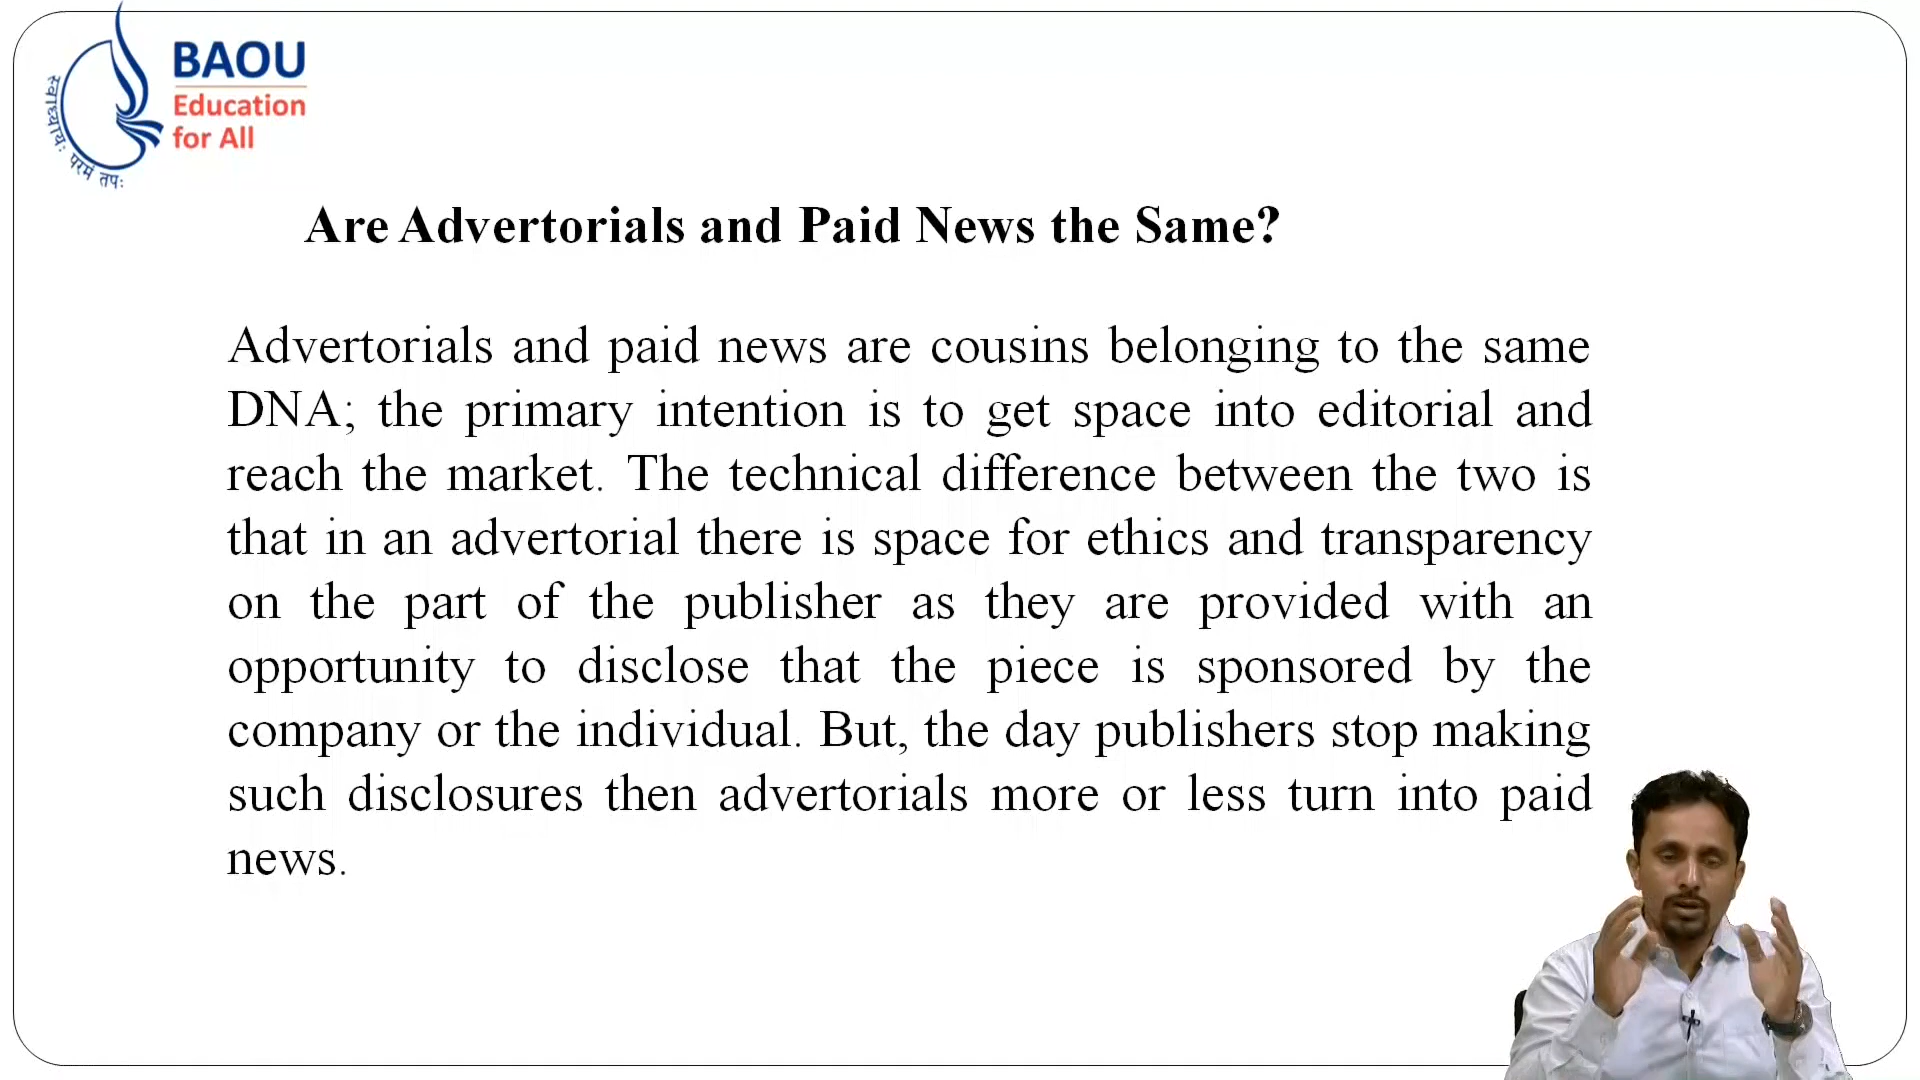 BAOU
Education
for All
स्वाध्यायः परमं तपः
Are Advertorials and Paid News the Same?
Advertorials and paid news are cousins belonging to the same
DNA; the primary intention is to get space into editorial and
reach the market. The technical difference between the two is
that in an advertorial there is space for ethics and transparency
on the part of the publisher as they are provided with an
opportunity to disclose that the piece is sponsored by the
company or the individual. But, the day publishers stop making
such disclosures then advertorials more or less turn into paid
news.